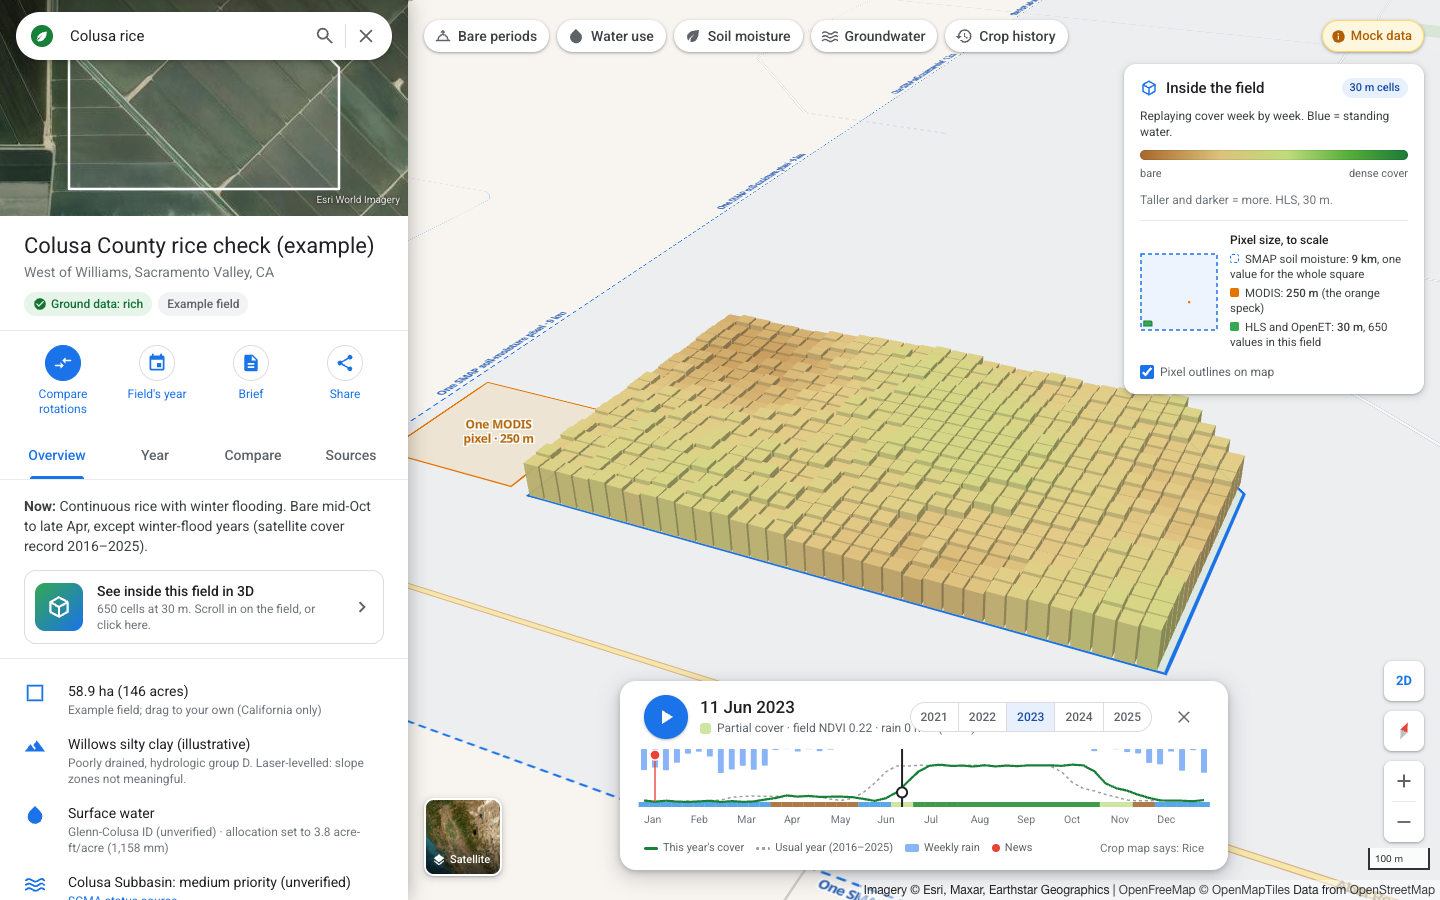 Colusa rice
Esri World Imagery
Colusa County rice check (example)
West of Williams, Sacramento Valley, CA
Ground data: rich
Example field
Compare rotations
Field's year
Brief
Share
Overview
Year
Compare
Sources
Now: Continuous rice with winter flooding. Bare mid-Oct
to late Apr, except winter-flood years (satellite cover
record 2016–2025).
See inside this field in 3D
650 cells at 30 m. Scroll in on the field, or
click here.
58.9 ha (146 acres)
Example field; drag to your own (California only)
Willows silty clay (illustrative)
Poorly drained, hydrologic group D. Laser-levelled: slope
zones not meaningful.
Surface water
Glenn-Colusa ID (unverified) · allocation set to 3.8 acre-
ft/acre (1,158 mm)
Colusa Subbasin: medium priority (unverified)
SGMA status source
Bare periods
Water use
Soil moisture
Groundwater
Crop history
Mock data
Inside the field
30 m cells
Replaying cover week by week. Blue = standing
water.
bare
dense cover
Taller and darker = more. HLS, 30 m.
Pixel size, to scale
SMAP soil moisture: 9 km, one
value for the whole square
MODIS: 250 m (the orange
speck)
HLS and OpenET: 30 m, 650
values in this field
Pixel outlines on map
One SMAP soil-moisture pixel · 9 km
One MODIS
pixel · 250 m
11 Jun 2023
Partial cover · field NDVI 0.22 · rain 0
2021
2022
2023
2024
2025
Jan
Feb
Mar
Apr
May
Jun
Jul
Aug
Sep
Oct
Nov
Dec
This year's cover
Usual year (2016–2025)
Weekly rain
News
Crop map says: Rice
Satellite
2D
100 m
One
Imagery © Esri, Maxar, Earthstar Geographics | OpenFreeMap © OpenMapTiles Data from OpenStreetMap